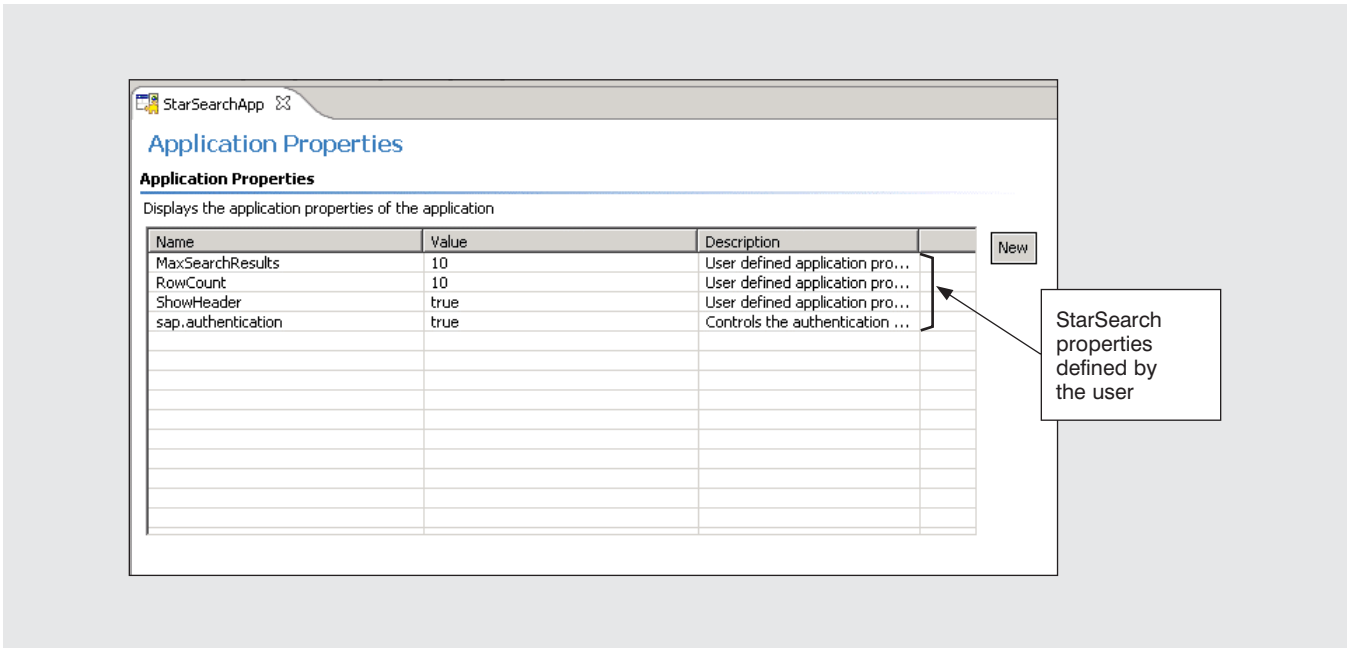 StarSearchApp
Application Properties
Application Properties
Displays the application properties of the application
Name Value Description
New
MaxSearchResults 10 User defined application pro...
RowCount 10 User defined application pro...
ShowHeader true User defined application pro...
sap.authentication true Controls the authentication ...
StarSearch
properties
defined by
the user